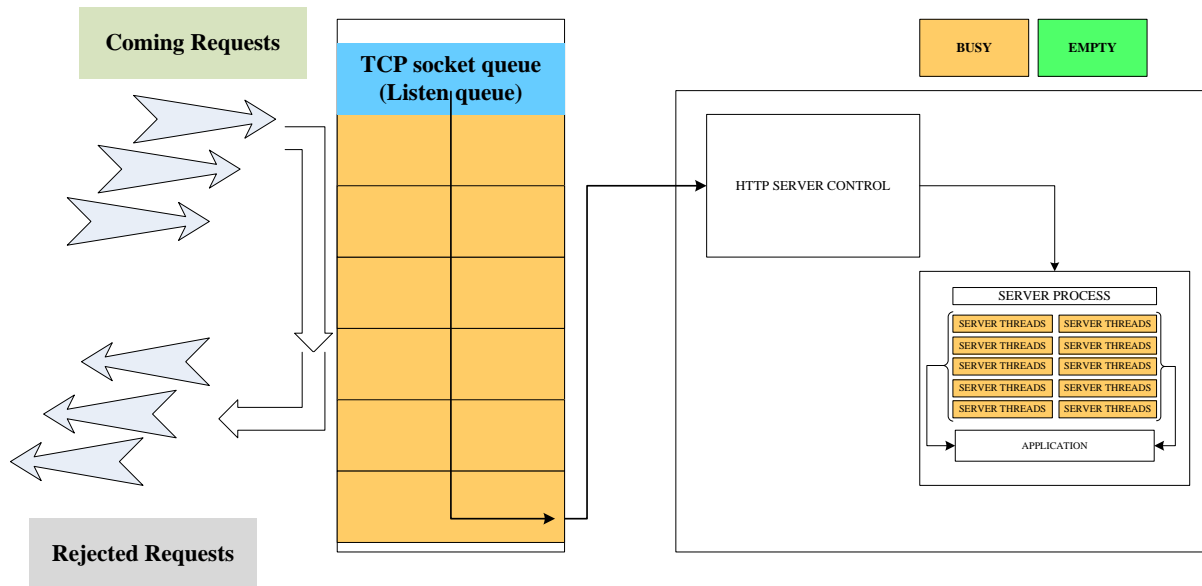 Coming Requests
TCP socket queue
(Listen queue)
BUSY
EMPTY
HTTP SERVER CONTROL
SERVER PROCESS
SERVER THREADS
SERVER THREADS
SERVER THREADS
SERVER THREADS
SERVER THREADS
SERVER THREADS
SERVER THREADS
SERVER THREADS
SERVER THREADS
SERVER THREADS
APPLICATION
Rejected Requests